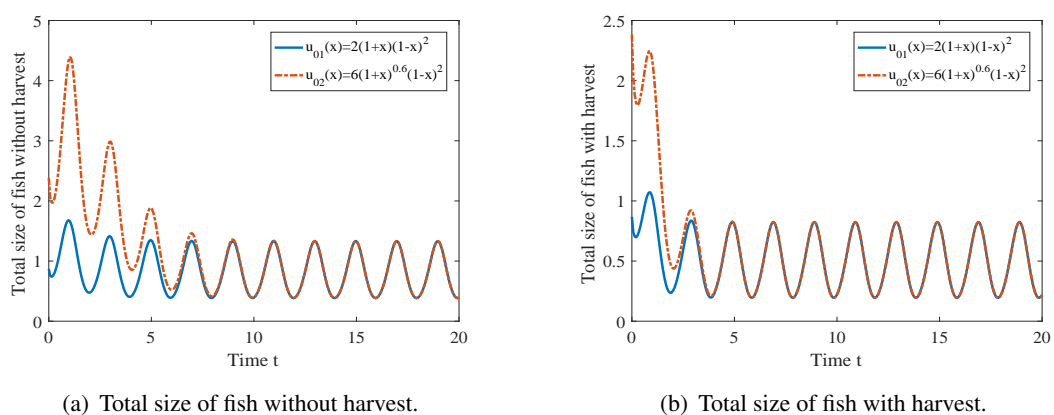 5
4
3
2
1
0
Total size of fish without harvest
u01(x)=2(1+x)(1-x)^2
u02(x)=6(1+x)^0.6(1-x)^2
0 5 10 15 20
Time t
(a) Total size of fish without harvest.
2.5
2
1.5
1
0.5
0
Total size of fish with harvest
u01(x)=2(1+x)(1-x)^2
u02(x)=6(1+x)^0.6(1-x)^2
0 5 10 15 20
Time t
(b) Total size of fish with harvest.